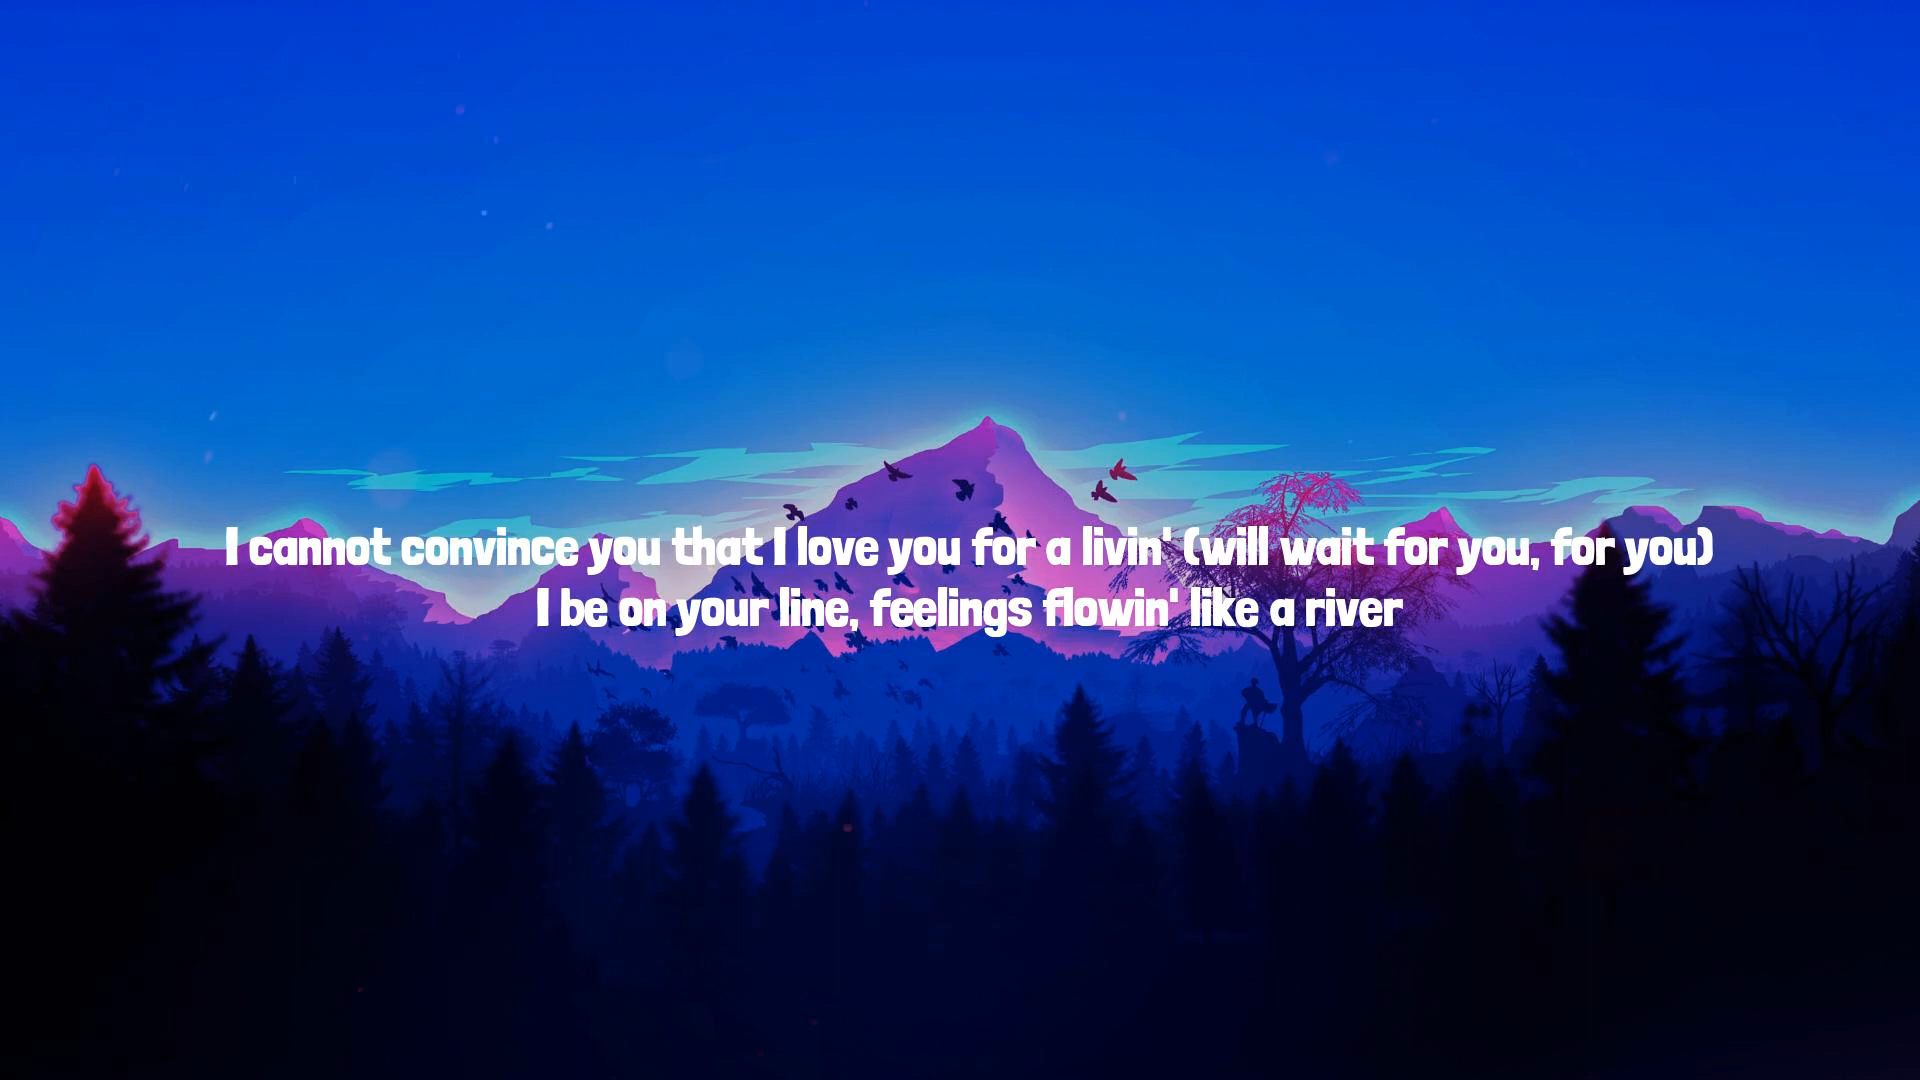 I cannot convince you that I love you for a livin' (will wait for you, for you)
I be on your line, feelings flowin' like a river